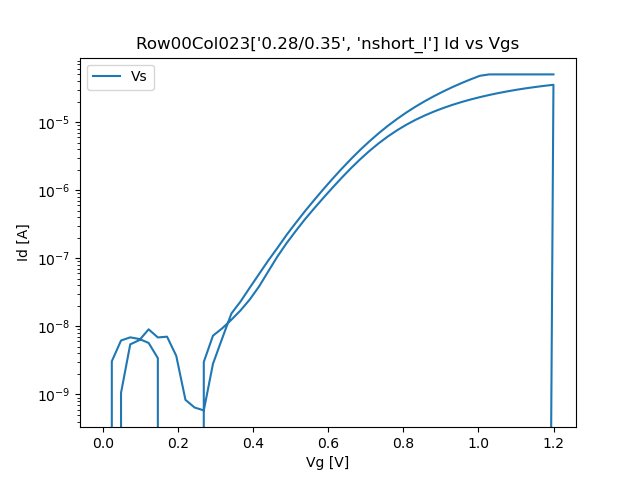 Row00Col023['0.28/0.35', 'nshort_l'] Id vs Vgs
Vs
10⁻⁵
10⁻⁶
10⁻⁷
10⁻⁸
10⁻⁹
Id [A]
0.0 0.2 0.4 0.6 0.8 1.0 1.2
Vg [V]